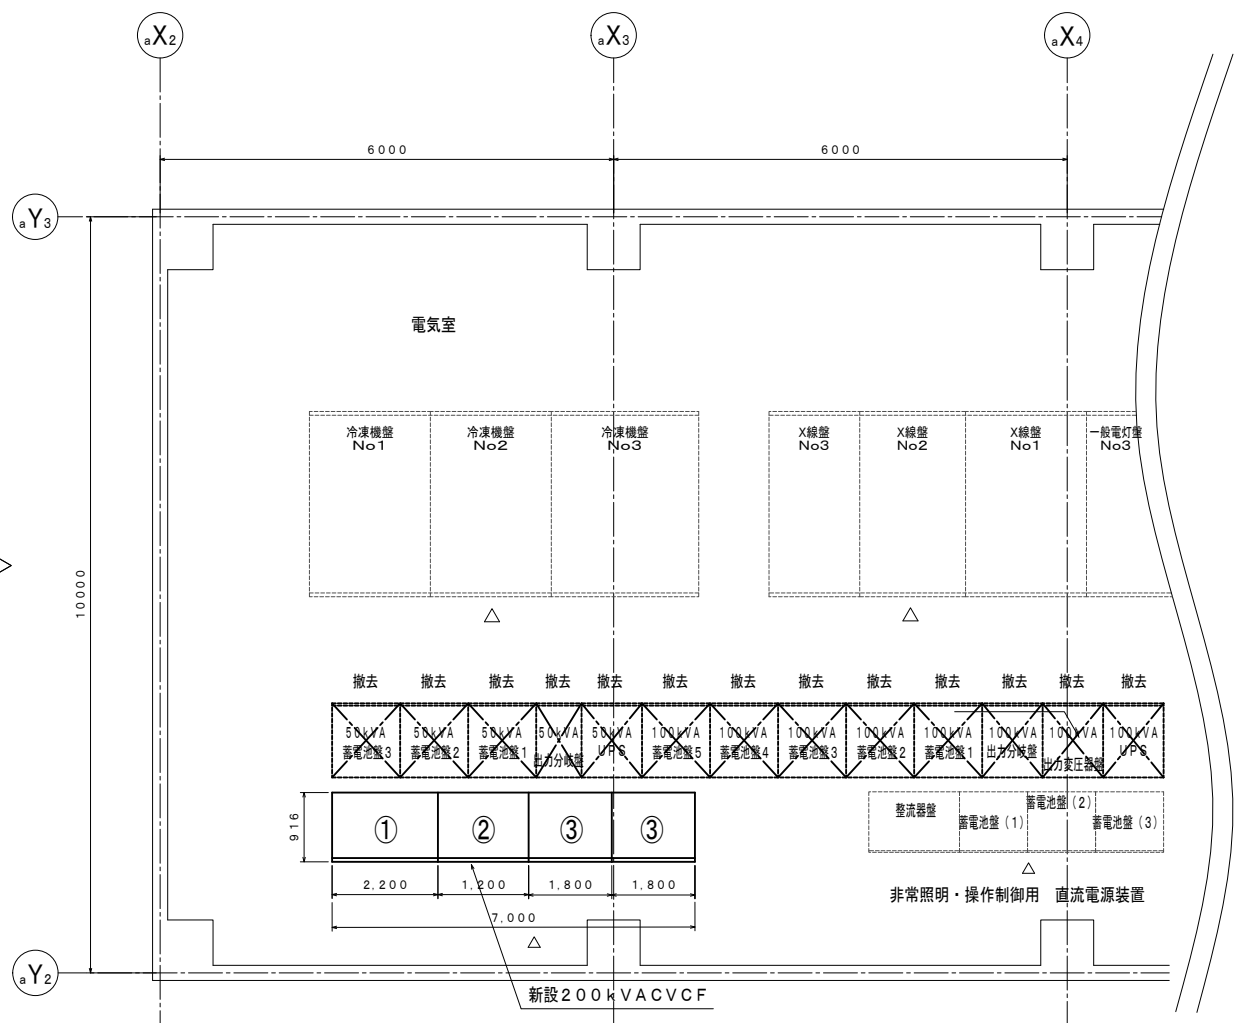 aX2
aX3
aX4
6000
6000
aY3
電気室
冷凍機盤
No1
冷凍機盤
No2
冷凍機盤
No3
X線盤
No3
X線盤
No2
X線盤
No1
一般電灯盤
No3
10000
撤去
撤去
撤去
撤去
撤去
撤去
撤去
撤去
撤去
撤去
撤去
撤去
撤去
50kVA
蓄電池盤3
50kVA
蓄電池盤2
50kVA
蓄電池盤1
50kVA
出力分岐盤
50kVA
UPS
100kVA
蓄電池盤5
100kVA
蓄電池盤4
100kVA
蓄電池盤3
100kVA
蓄電池盤2
100kVA
蓄電池盤1
100kVA
出力分岐盤
100kVA
出力変圧器盤
100kVA
UPS
916
①
②
③
③
整流器盤
蓄電池盤(1)
蓄電池盤(2)
蓄電池盤(3)
2,200
1,200
1,800
1,800
7,000
非常照明・操作制御用 直流電源装置
aY2
新設200kVACVCF